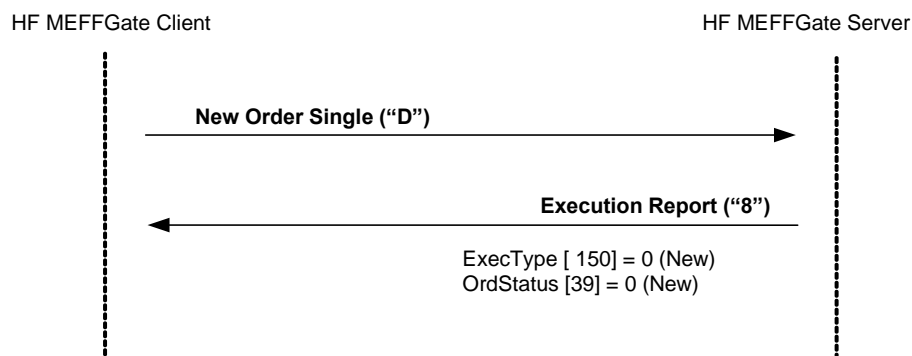 HF MEFFGate Client
HF MEFFGate Server
New Order Single (“D”)
Execution Report (“8”)
ExecType [ 150] = 0 (New)
OrdStatus [39] = 0 (New)